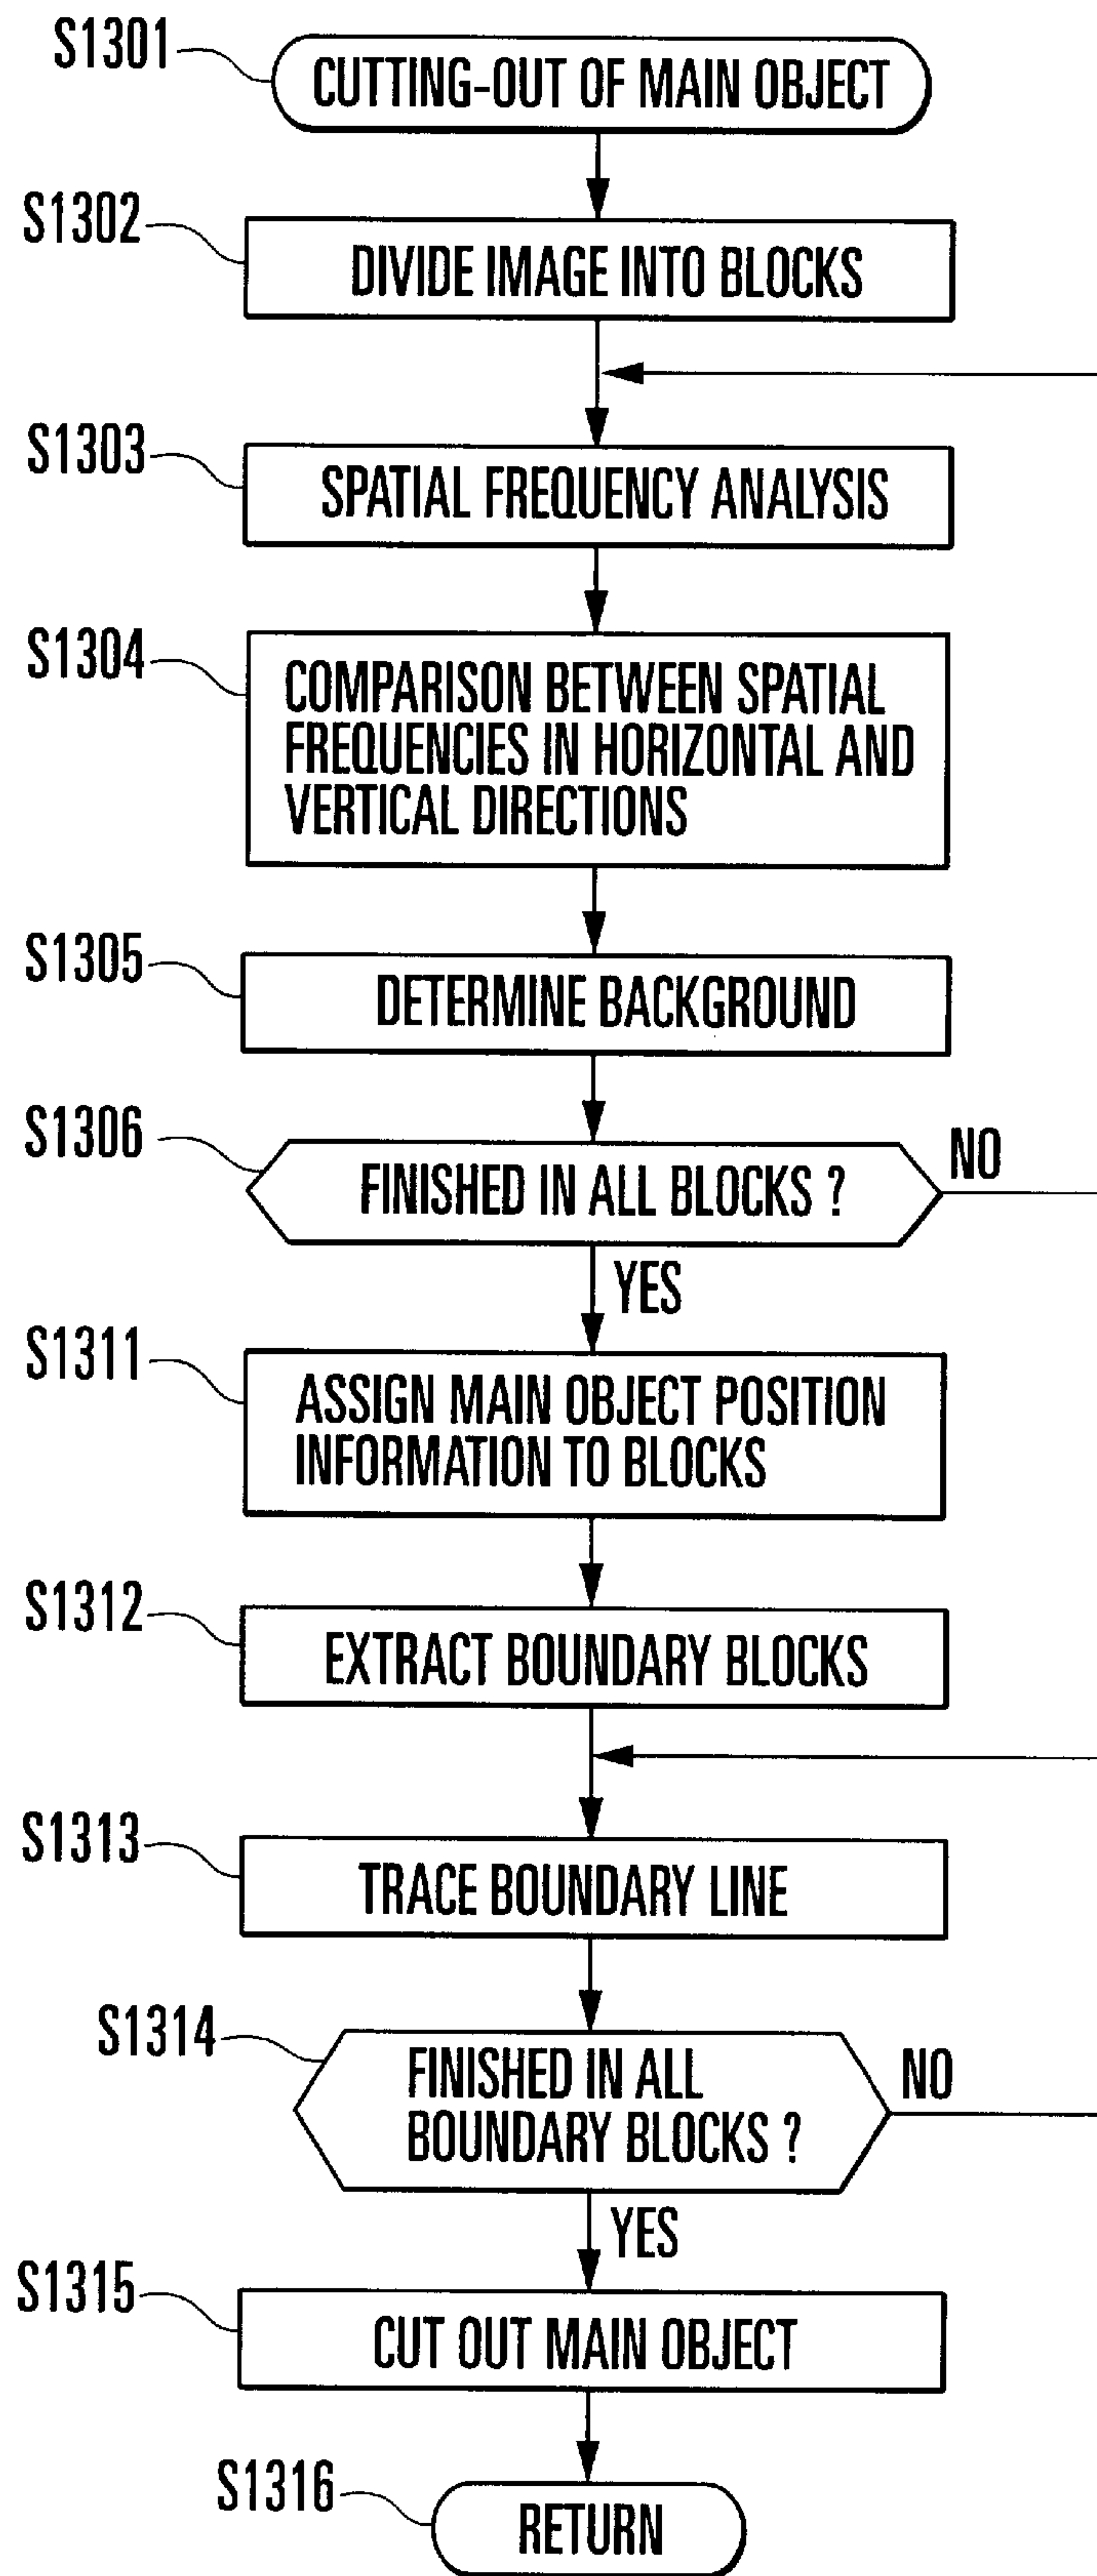 S1301
CUTTING-OUT OF MAIN OBJECT
S1302
DIVIDE IMAGE INTO BLOCKS
S1303
SPATIAL FREQUENCY ANALYSIS
S1304
COMPARISON BETWEEN SPATIAL
FREQUENCIES IN HORIZONTAL AND
VERTICAL DIRECTIONS
S1305
DETERMINE BACKGROUND
S1306
FINISHED IN ALL BLOCKS ?
NO
YES
S1311
ASSIGN MAIN OBJECT POSITION
INFORMATION TO BLOCKS
S1312
EXTRACT BOUNDARY BLOCKS
S1313
TRACE BOUNDARY LINE
S1314
FINISHED IN ALL
BOUNDARY BLOCKS ?
NO
YES
S1315
CUT OUT MAIN OBJECT
S1316
RETURN